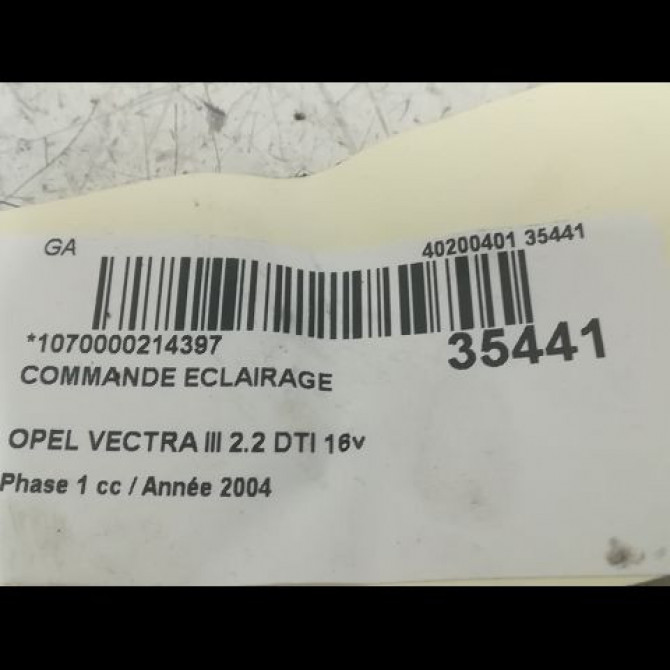 GA 40200401 35441
*1070000214397 35441
COMMANDE ECLAIRAGE
OPEL VECTRA III 2.2 DTI 16v
Phase 1 cc / Année 2004